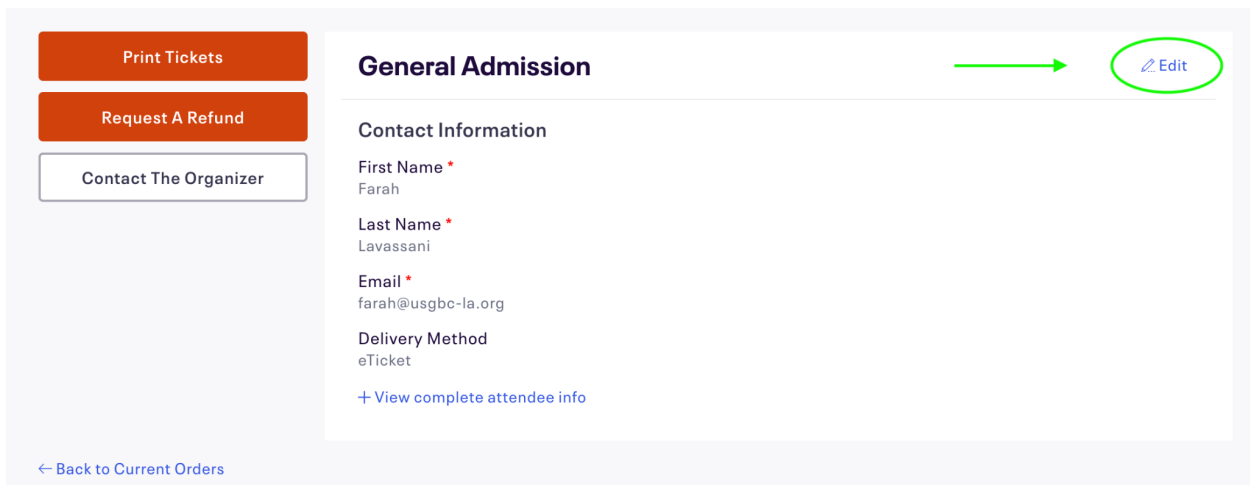 Print Tickets
Request A Refund
Contact The Organizer
General Admission
Edit
Contact Information
First Name *
Farah
Last Name *
Lavassani
Email *
farah@usgbc-la.org
Delivery Method
eTicket
+ View complete attendee info
← Back to Current Orders